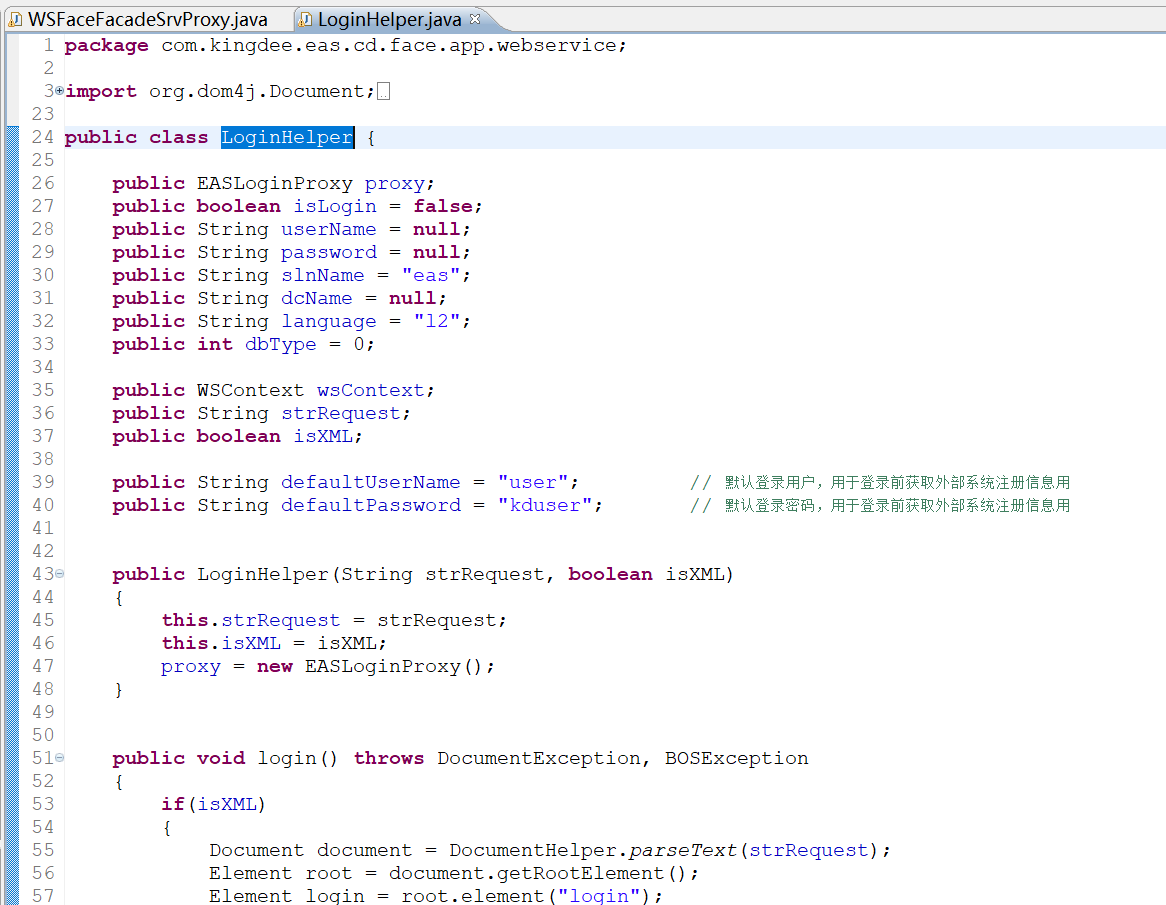 WSFaceFacadeSrvProxy.java LoginHelper.java
1 package com.kingdee.eas.cd.face.app.webservice;
2
3 import org.dom4j.Document;
23
24 public class LoginHelper {
25
26 public EASLoginProxy proxy;
27 public boolean isLogin = false;
28 public String userName = null;
29 public String password = null;
30 public String slnName = "eas";
31 public String dcName = null;
32 public String language = "l2";
33 public int dbType = 0;
34
35 public WSContext wsContext;
36 public String strRequest;
37 public boolean isXML;
38
39 public String defaultUserName = "user"; // 默认登录用户，用于登录前获取外部系统注册信息用
40 public String defaultPassword = "kduser"; // 默认登录密码，用于登录前获取外部系统注册信息用
41
42
43 public LoginHelper(String strRequest, boolean isXML)
44 {
45 this.strRequest = strRequest;
46 this.isXML = isXML;
47 proxy = new EASLoginProxy();
48 }
49
50
51 public void login() throws DocumentException, BOSException
52 {
53 if(isXML)
54 {
55 Document document = DocumentHelper.parseText(strRequest);
56 Element root = document.getRootElement();
57 Element login = root.element("login");